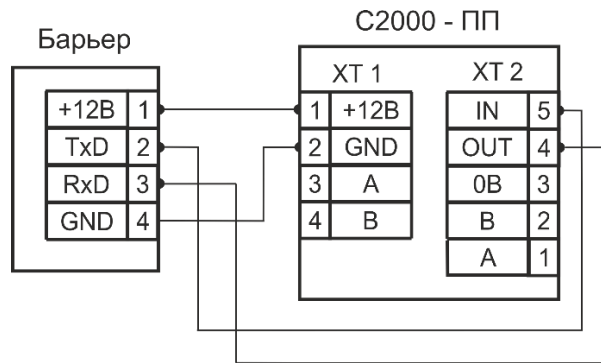 С2000 - ПП
Барьер
XT 1
XT 2
+12В 1
TxD 2
RxD 3
GND 4
1 +12В
2 GND
3 A
4 B
IN 5
OUT 4
0В 3
B 2
A 1